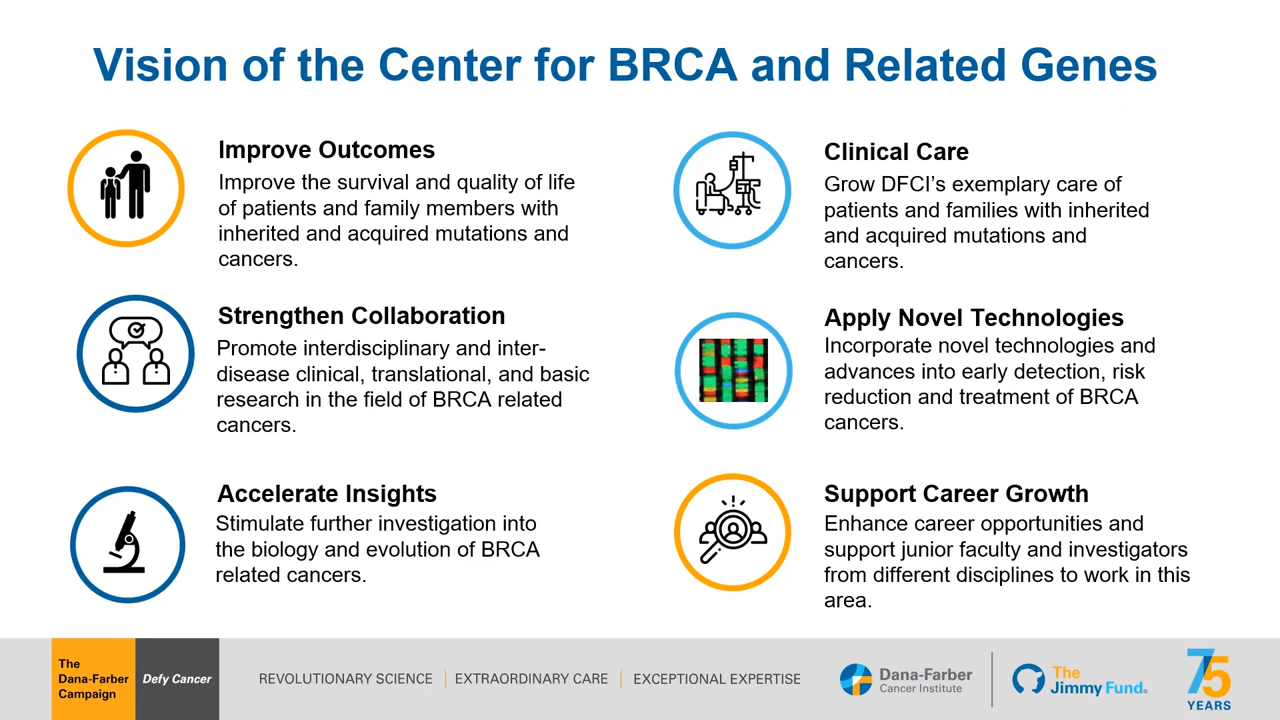 Vision of the Center for BRCA and Related Genes
Improve Outcomes
Improve the survival and quality of life
of patients and family members with
inherited and acquired mutations and
cancers.
Strengthen Collaboration
Promote interdisciplinary and inter-
disease clinical, translational, and basic
research in the field of BRCA related
cancers.
Accelerate Insights
Stimulate further investigation into
the biology and evolution of BRCA
related cancers.
Clinical Care
Grow DFCI’s exemplary care of
patients and families with inherited
and acquired mutations and
cancers.
Apply Novel Technologies
Incorporate novel technologies and
advances into early detection, risk
reduction and treatment of BRCA
cancers.
Support Career Growth
Enhance career opportunities and
support junior faculty and investigators
from different disciplines to work in this
area.
The
Dana-Farber
Campaign
Defy Cancer
REVOLUTIONARY SCIENCE | EXTRAORDINARY CARE | EXCEPTIONAL EXPERTISE
Dana-Farber
Cancer Institute
The
Jimmy Fund.
75
YEARS